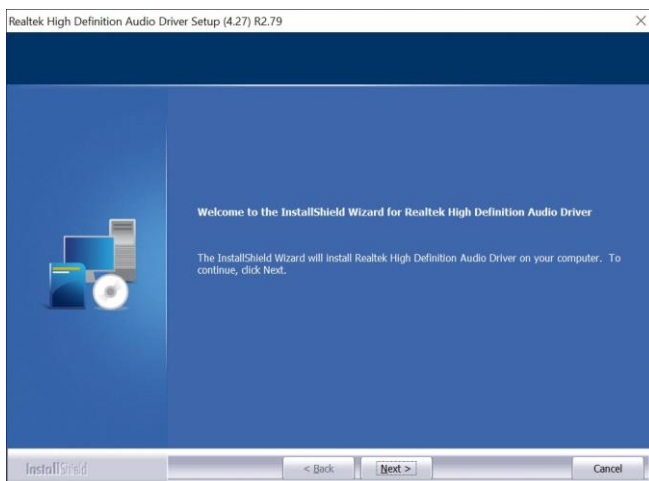 Realtek High Definition Audio Driver Setup (4.27) R2.79
Welcome to the InstallShield Wizard for Realtek High Definition Audio Driver
The InstallShield Wizard will install Realtek High Definition Audio Driver on your computer. To
continue, click Next.
InstallShield
< Back
Next >
Cancel